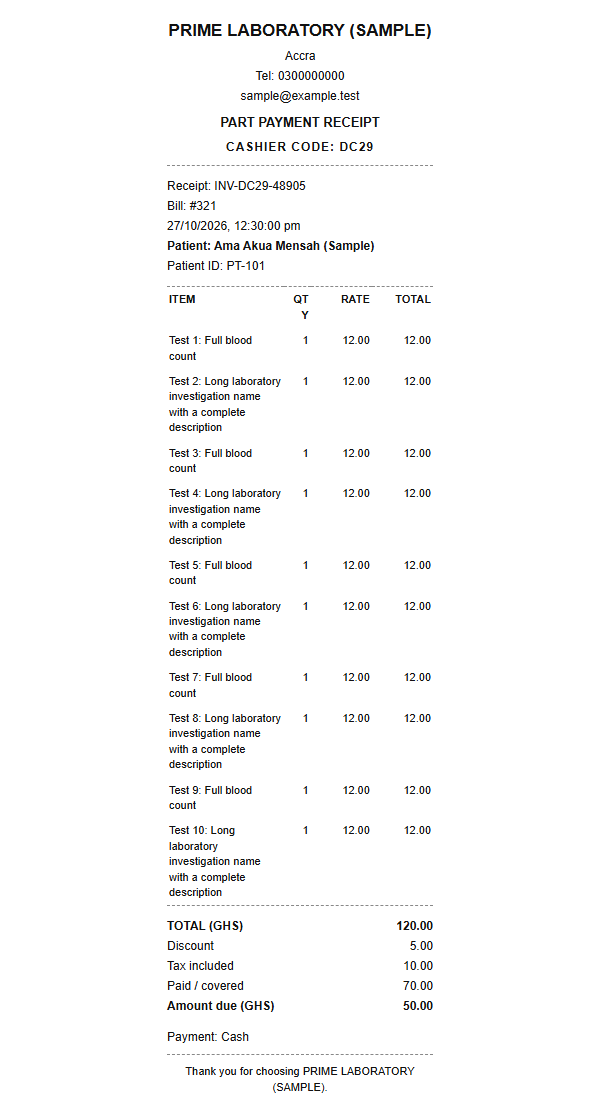 PRIME LABORATORY (SAMPLE)
Accra
Tel: 0300000000
sample@example.test
PART PAYMENT RECEIPT
CASHIER CODE: DC29
Receipt: INV-DC29-48905
Bill: #321
27/10/2026, 12:30:00 pm
Patient: Ama Akua Mensah (Sample)
Patient ID: PT-101
ITEM QT RATE TOTAL
Y
Test 1: Full blood 1 12.00 12.00
count
Test 2: Long laboratory 1 12.00 12.00
investigation name
with a complete
description
Test 3: Full blood 1 12.00 12.00
count
Test 4: Long laboratory 1 12.00 12.00
investigation name
with a complete
description
Test 5: Full blood 1 12.00 12.00
count
Test 6: Long laboratory 1 12.00 12.00
investigation name
with a complete
description
Test 7: Full blood 1 12.00 12.00
count
Test 8: Long laboratory 1 12.00 12.00
investigation name
with a complete
description
Test 9: Full blood 1 12.00 12.00
count
Test 10: Long 1 12.00 12.00
laboratory
investigation name
with a complete
description
TOTAL (GHS) 120.00
Discount 5.00
Tax included 10.00
Paid / covered 70.00
Amount due (GHS) 50.00
Payment: Cash
Thank you for choosing PRIME LABORATORY
(SAMPLE).